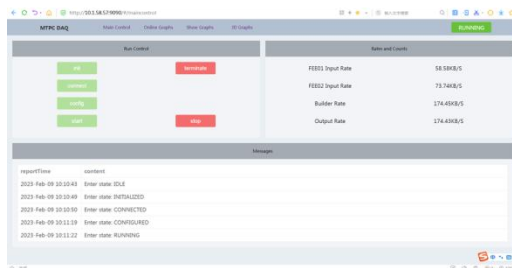 http://10.1.58.57:9090/#/maincontrol
MTPC DAQ
Main Control
Online Graphs
Show Graphs
3D Graphs
RUNNING
Run Control
Rates and Counts
init
terminate
connect
config
start
stop
FEE01 Input Rate
58.58KB/S
FEE02 Input Rate
73.74KB/S
Builder Rate
174.45KB/S
Output Rate
174.43KB/S
Messages
reportTime content
2023-Feb-09 10:10:43 Enter state: IDLE
2023-Feb-09 10:10:49 Enter state: INITIALIZED
2023-Feb-09 10:10:50 Enter state: CONNECTED
2023-Feb-09 10:11:19 Enter state: CONFIGURED
2023-Feb-09 10:11:22 Enter state: RUNNING